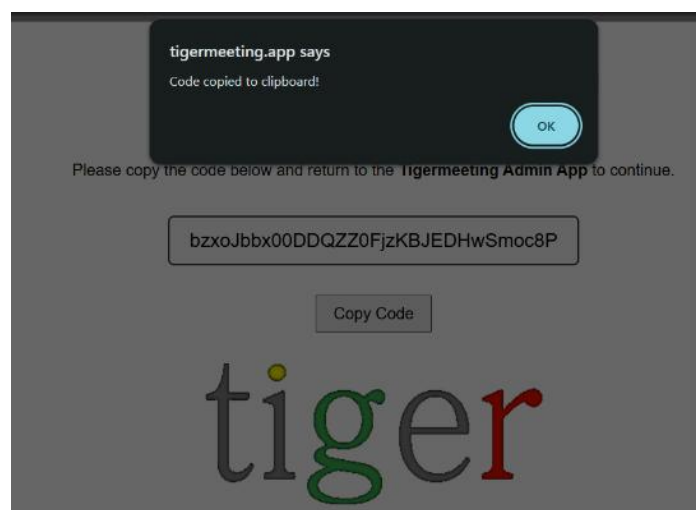 tigermeeting.app says
Code copied to clipboard!
OK
Please copy the code below and return to the Tigermeeting Admin App to continue.
bzxoJbbx00DDQZZ0FjzKBJEDHwSmoc8P
Copy Code
tiger